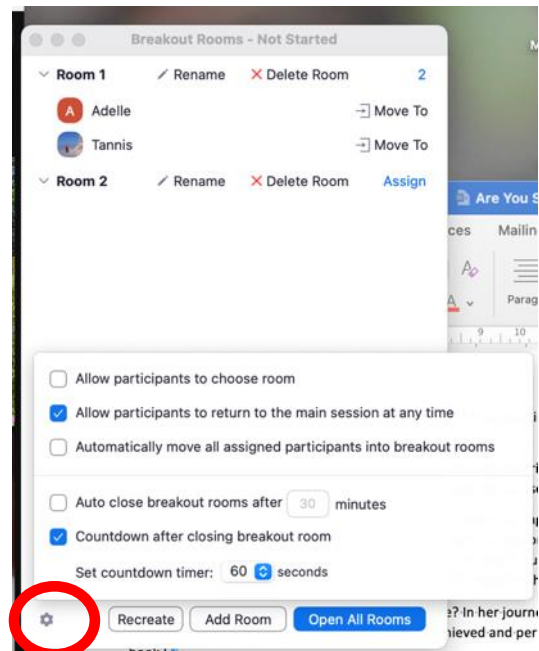 Breakout Rooms - Not Started
M
Room 1 Rename Delete Room 2
A Adelle Move To
Tannis Move To
Room 2 Rename Delete Room Assign
Are You S
ces Mailin
A
A Parag
9 10
Allow participants to choose room
Allow participants to return to the main session at any time
Automatically move all assigned participants into breakout rooms
Auto close breakout rooms after 30 minutes
Countdown after closing breakout room
Set countdown timer: 60 seconds
Recreate Add Room Open All Rooms
e? In her journe
hieved and per